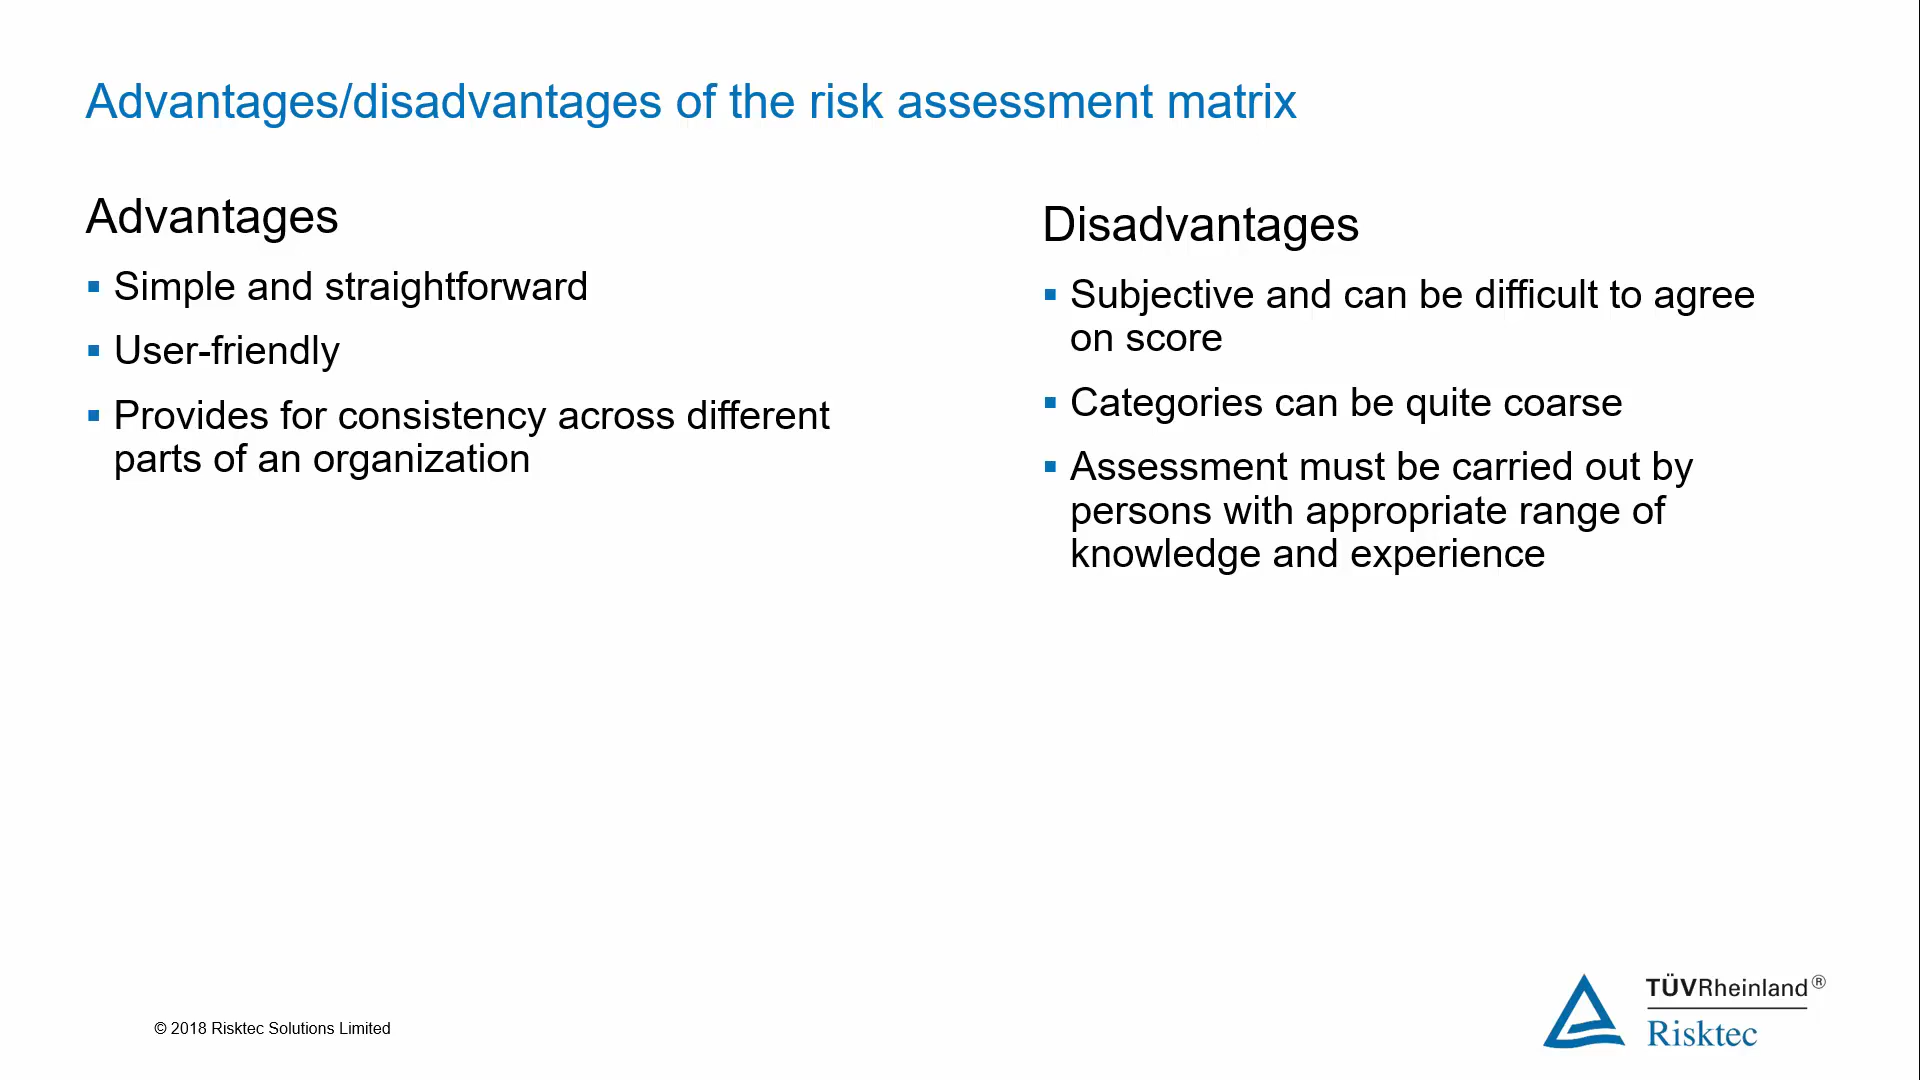 Advantages/disadvantages of the risk assessment matrix
Advantages
▪ Simple and straightforward
▪ User-friendly
▪ Provides for consistency across different
parts of an organization
Disadvantages
▪ Subjective and can be difficult to agree
on score
▪ Categories can be quite coarse
▪ Assessment must be carried out by
persons with appropriate range of
knowledge and experience
© 2018 Risktec Solutions Limited
TÜVRheinland®
Risktec